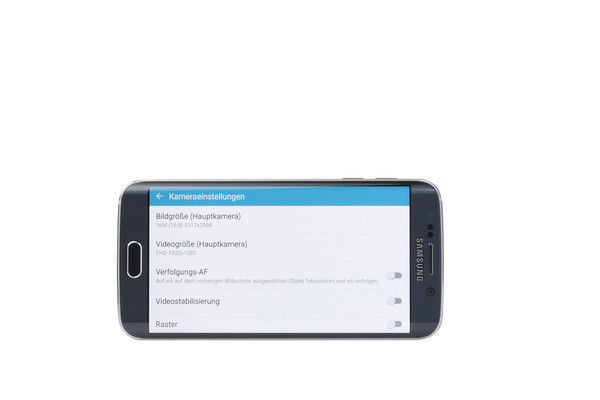 Kameraeinstellungen
Bildgröße (Hauptkamera)
16M (16:9) 5312x2988
Videogröße (Hauptkamera)
FHD 1920x1080
Verfolgungs-AF
Auf ein auf dem vorherigen Bildschirm ausgewähltes Objekt fokussieren und es verfolgen.
Videostabilisierung
Raster
SAMSUNG